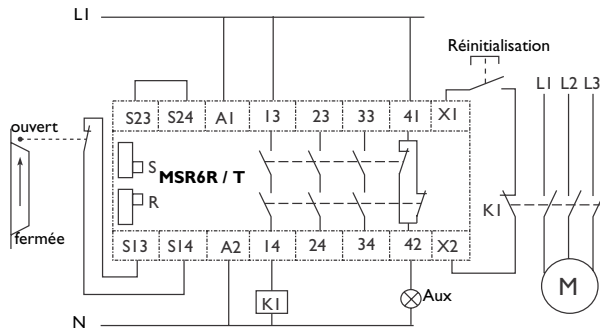 L1
Réinitialisation
S23 S24 A1 13 23 33 41 X1
L1 L2 L3
ouvert
S
MSR6R / T
R
K1
fermée
S13 S14 A2 14 24 34 42 X2
K1
Aux
M
N